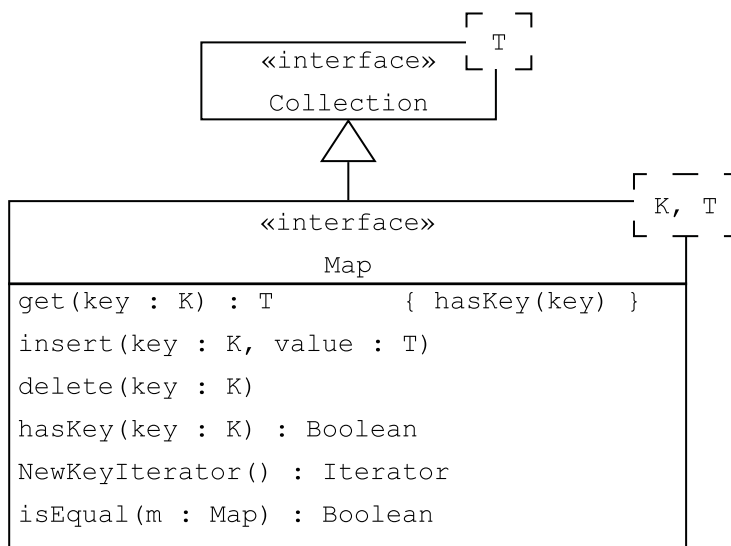 T
«interface»
Collection
K, T
«interface»
Map
get(key : K) : T { hasKey(key) }
insert(key : K, value : T)
delete(key : K)
hasKey(key : K) : Boolean
NewKeyIterator() : Iterator
isEqual(m : Map) : Boolean